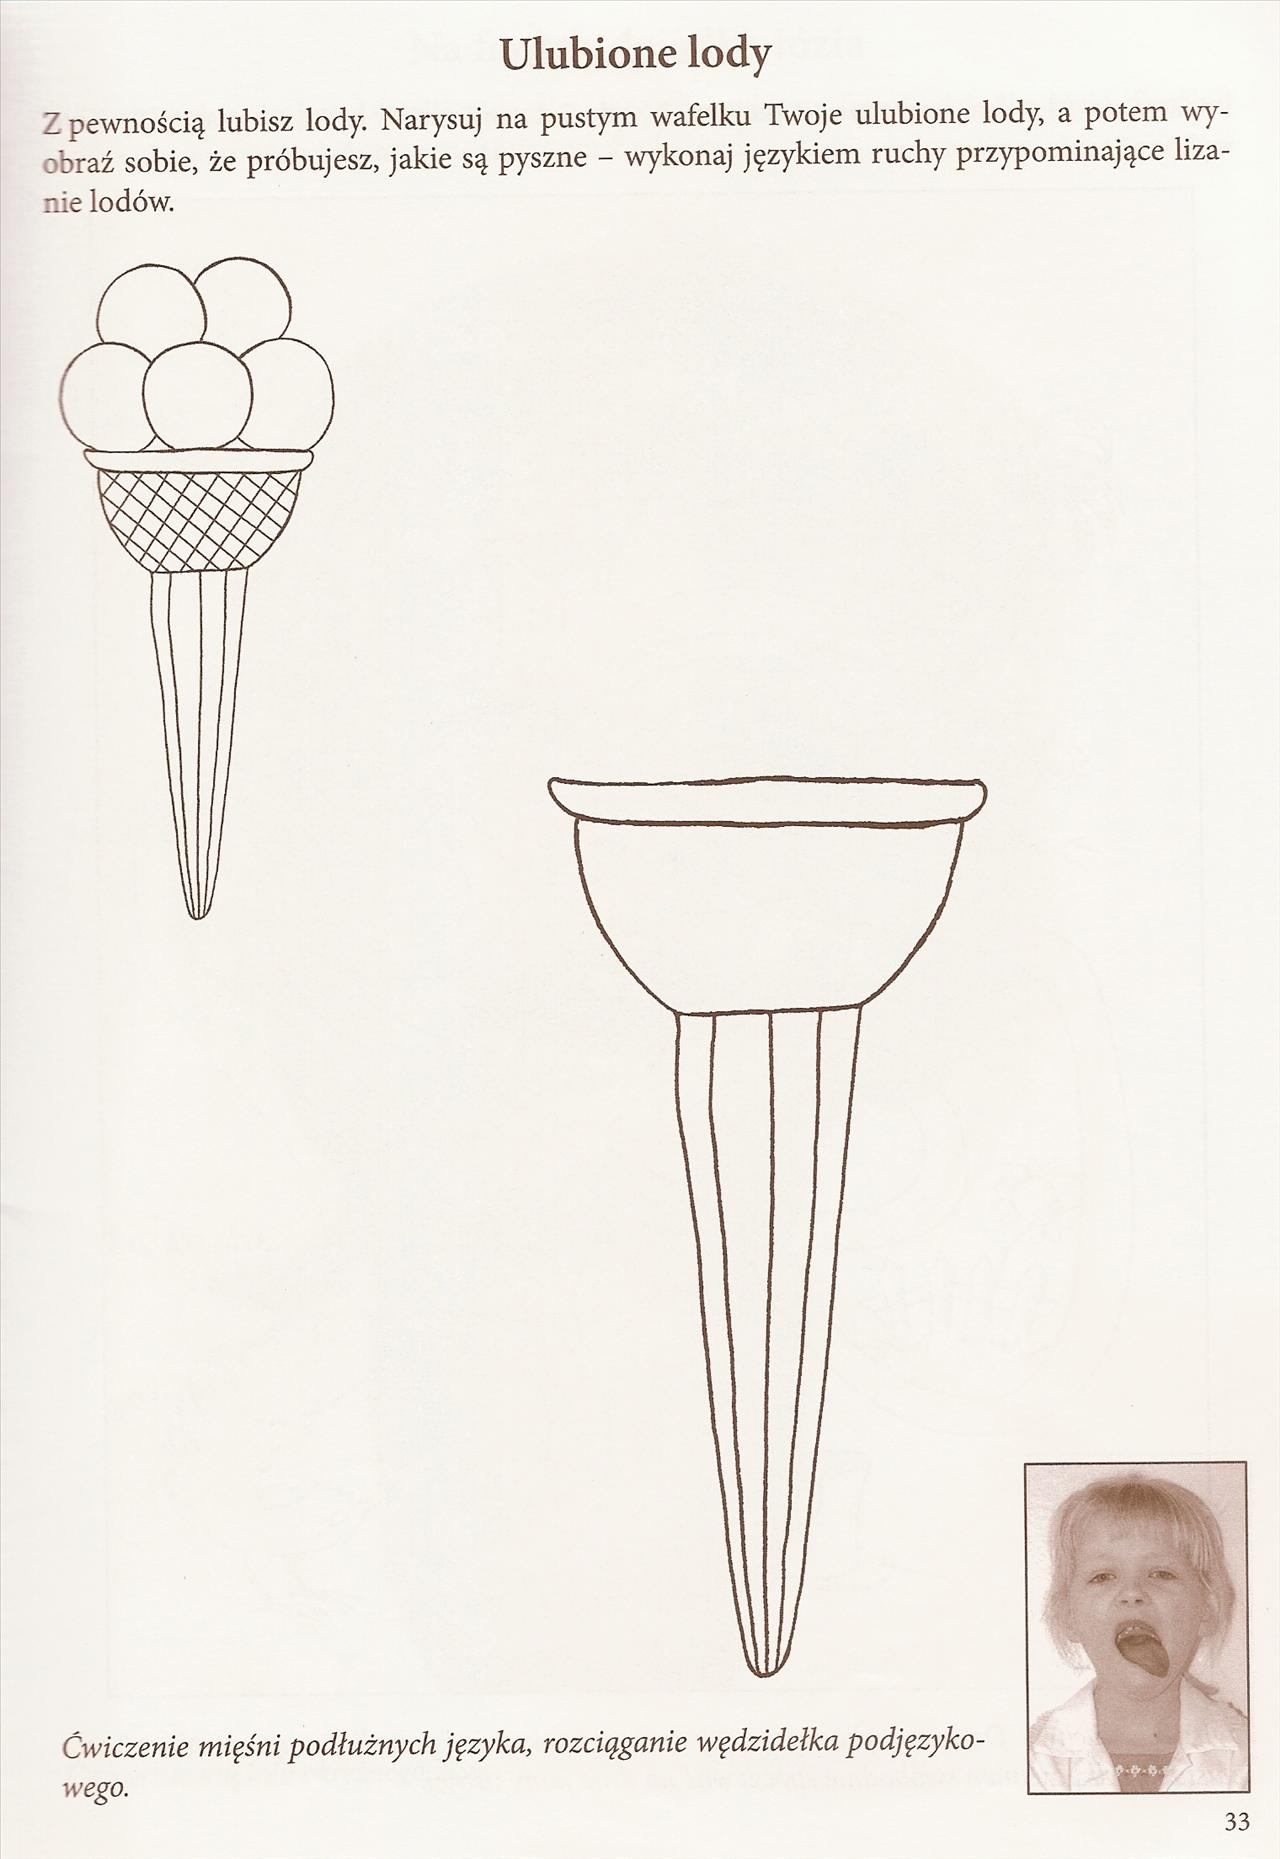 Ulubione lody
Z pewnością lubisz lody. Narysuj na pustym wafelku Twoje ulubione lody, a potem wy-
obraź sobie, że próbujesz, jakie są pyszne – wykonaj językiem ruchy przypominające liza-
nie lodów.
Ćwiczenie mięśni podłużnych języka, rozciąganie wędzidełka podjęzyko-
wego.
33